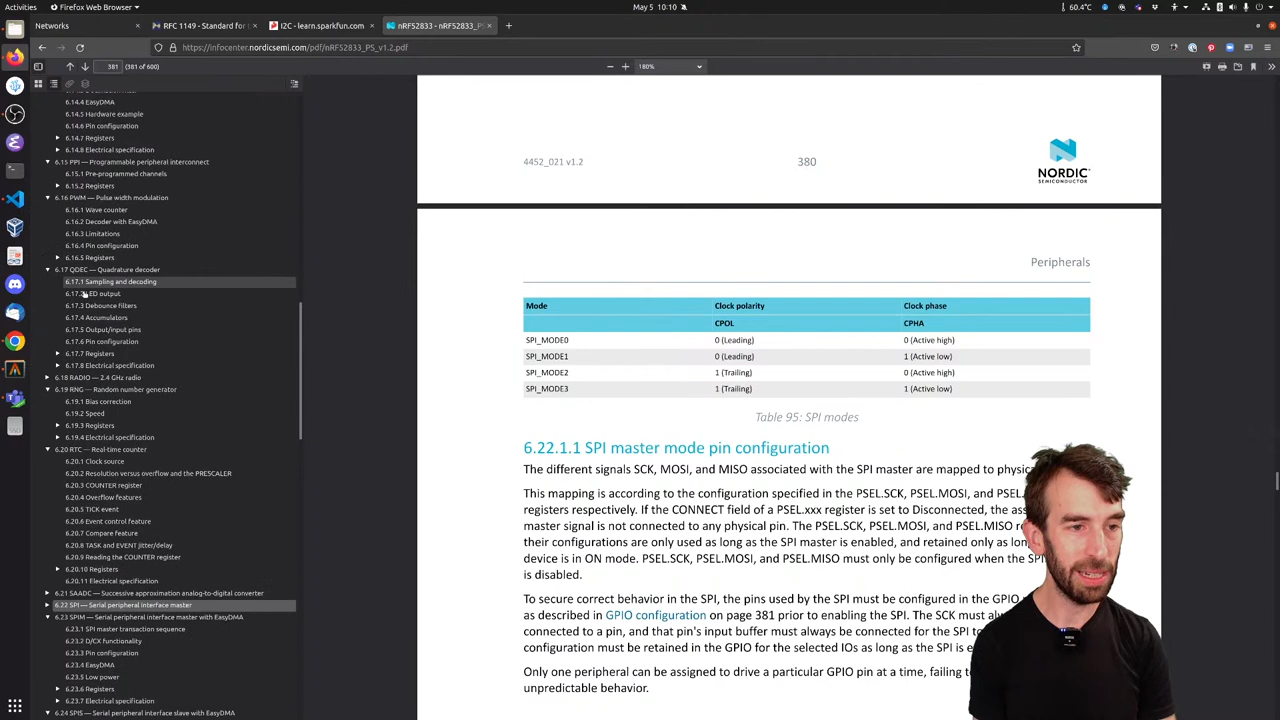 Activities
Firefox Web Browser
May 5 10:10
60.4°C
Networks
RFC 1149 - Standard for
I2C - learn.sparkfun.com
nRF52833 - nRF52833_PS
https://infocenter.nordicsemi.com/pdf/nRF52833_PS_v1.2.pdf
381 (381 of 600)
180%
6.14.4 EasyDMA
6.14.5 Hardware example
6.14.6 Pin configuration
6.14.7 Registers
6.14.8 Electrical specification
6.15 PPI — Programmable peripheral interconnect
6.15.1 Pre-programmed channels
6.15.2 Registers
6.16 PWM — Pulse width modulation
6.16.1 Wave counter
6.16.2 Decoder with EasyDMA
6.16.3 Limitations
6.16.4 Pin configuration
6.16.5 Registers
6.17 QDEC — Quadrature decoder
6.17.1 Sampling and decoding
6.17.2 ED output
6.17.3 Debounce filters
6.17.4 Accumulators
6.17.5 Output/input pins
6.17.6 Pin configuration
6.17.7 Registers
6.17.8 Electrical specification
6.18 RADIO — 2.4 GHz radio
6.19 RNG — Random number generator
6.19.1 Bias correction
6.19.2 Speed
6.19.3 Registers
6.19.4 Electrical specification
6.20 RTC — Real-time counter
6.20.1 Clock source
6.20.2 Resolution versus overflow and the PRESCALER
6.20.3 COUNTER register
6.20.4 Overflow features
6.20.5 TICK event
6.20.6 Event control feature
6.20.7 Compare feature
6.20.8 TASK and EVENT jitter/delay
6.20.9 Reading the COUNTER register
6.20.10 Registers
6.20.11 Electrical specification
6.21 SAADC — Successive approximation analog-to-digital converter
6.22 SPI — Serial peripheral interface master
6.23 SPIM — Serial peripheral interface master with EasyDMA
6.23.1 SPI master transaction sequence
6.23.2 D/CX functionality
6.23.3 Pin configuration
6.23.4 EasyDMA
6.23.5 Low power
6.23.6 Registers
6.23.7 Electrical specification
6.24 SPIS — Serial peripheral interface slave with EasyDMA
4452_021 v1.2
380
NORDIC
SEMICONDUCTOR
Peripherals
Mode Clock polarity Clock phase
CPOL CPHA
SPI_MODE0 0 (Leading) 0 (Active high)
SPI_MODE1 0 (Leading) 1 (Active low)
SPI_MODE2 1 (Trailing) 0 (Active high)
SPI_MODE3 1 (Trailing) 1 (Active low)
Table 95: SPI modes
6.22.1.1 SPI master mode pin configuration
The different signals SCK, MOSI, and MISO associated with the SPI master are mapped to physic
This mapping is according to the configuration specified in the PSEL.SCK, PSEL.MOSI, and PSEL.
registers respectively. If the CONNECT field of a PSEL.xxx register is set to Disconnected, the ass
master signal is not connected to any physical pin. The PSEL.SCK, PSEL.MOSI, and PSEL.MISO
their configurations are only used as long as the SPI master is enabled, and retained only as long
device is in ON mode. PSEL.SCK, PSEL.MOSI, and PSEL.MISO must only be configured when the SP
is disabled.
To secure correct behavior in the SPI, the pins used by the SPI must be configured in the GPIO
as described in GPIO configuration on page 381 prior to enabling the SPI. The SCK must al
connected to a pin, and that pin's input buffer must always be connected for the SPI to
configuration must be retained in the GPIO for the selected IOs as long as the SPI is e
Only one peripheral can be assigned to drive a particular GPIO pin at a time, failing to
unpredictable behavior.